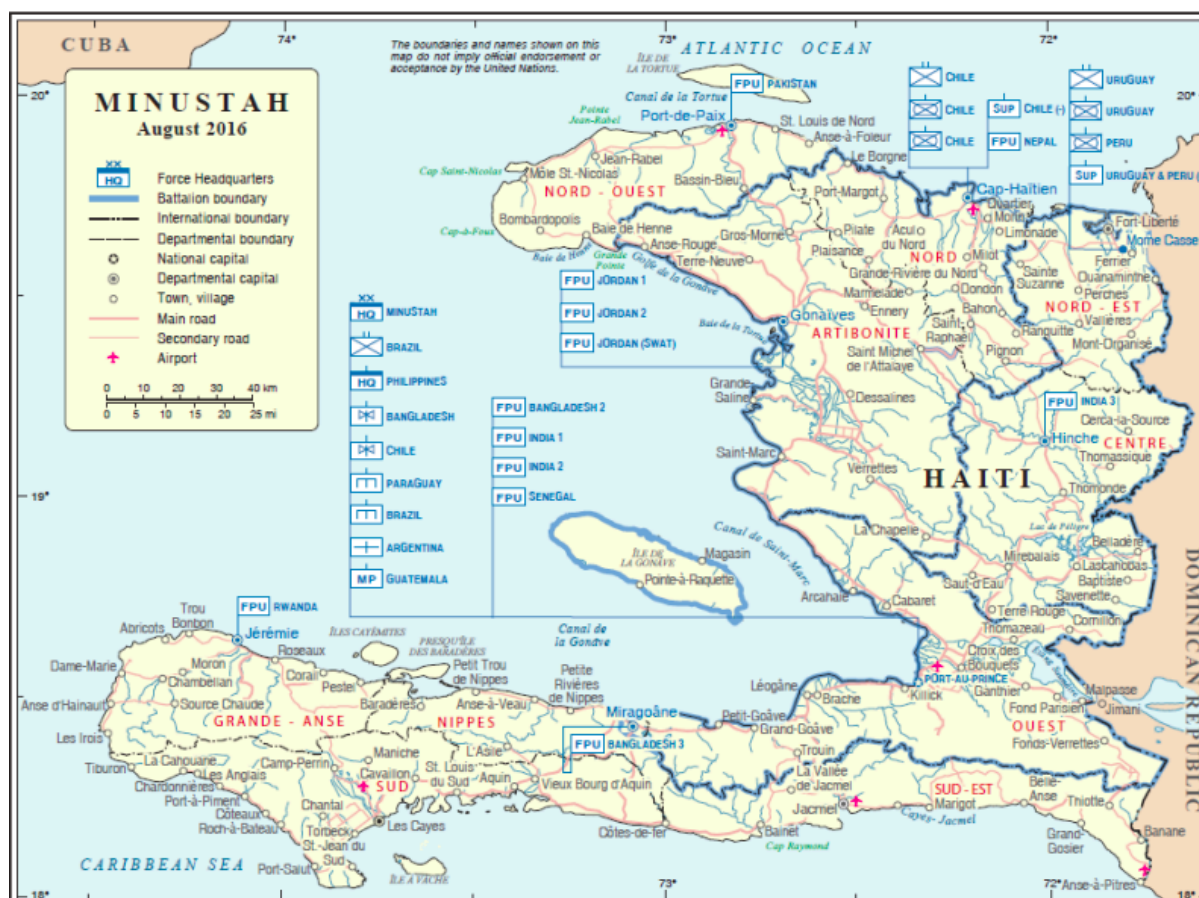 CUBA
The boundaries and names shown on this
map do not imply official endorsement or
acceptance by the United Nations.
ATLANTIC OCEAN
MINUSTAH
August 2016
XX
HQ Force Headquarters
Battalion boundary
International boundary
Departmental boundary
National capital
Departmental capital
Town, village
Main road
Secondary road
Airport
0 10 20 30 40 km
0 5 10 15 20 25 mi
74°
73°
72°
20°
20°
19°
18°
18°
73°
72°
ÎLE DE
LA TORTUE
Canal de la Tortue
FPU PAKISTAN
Port-de-Paix
Pointe
Jean-Rabel
St. Louis de Nord
Anse-à-Foleur
Le Borgne
Jean-Rabel
Cap Saint-Nicolas
Môle St.-Nicolas
NORD - OUEST
Bassin-Bleu
Port-Margot
Bombardopolis
Cap-à-Foux
Baie de Henne
Baie de Henne
Grande
Pointe
Anse-Rouge
Terre-Neuve
Golfe de la Gonâve
Gros-Morne
Pilate
Plaisance
CHILE
CHILE
CHILE
SUP CHILE (-)
FPU NEPAL
URUGUAY
URUGUAY
PERU
SUP URUGUAY & PERU (
Cap-Haïtien
Quartier
Morin
Limonade
Acul
du Nord
NORD
Milot
Grande-Rivière du Nord
Dondon
Bahon
Fort-Liberté
Morne Casse
Ferrier
Ouanaminthe
Sainte
Suzanne
Perches
NORD - EST
Vallières
Mont-Organisé
Ranquitte
Marmelade
Ennery
Saint-
Raphaël
Pignon
Saint Michel
de l'Attalaye
FPU JORDAN 1
FPU JORDAN 2
FPU JORDAN (SWAT)
Gonaïves
Baie de la Tortue
ARTIBONITE
Grande-
Saline
Dessalines
Saint-Marc
Verrettes
XX
HQ MINUSTAH
BRAZIL
HQ PHILIPPINES
BANGLADESH
CHILE
PARAGUAY
BRAZIL
ARGENTINA
MP GUATEMALA
FPU BANGLADESH 2
FPU INDIA 1
FPU INDIA 2
FPU SENEGAL
FPU INDIA 3
Cerca-la-Source
Hinche
CENTRE
Thomassique
HAITI
Thomonde
Lac de Péligre
La Chapelle
Belladère
Mirebalais
Lascahobas
Baptiste
Savenette
Saut-d'Eau
Canal de Saint-Marc
ÎLE DE
LA GONÂVE
Magasin
Pointe-à-Raquette
Arcahaie
Cabaret
Terre Rouge
Cornillon
Thomazeau
Croix des
Bouquets
PORT-AU-PRINCE
Ganthier
Fond Parisien
Malpasse
Jimani
OUEST
Fonds-Verrettes
DOMINICAN REPUBLIC
Canal de
la Gonâve
FPU RWANDA
Jérémie
Trou
Bonbon
Abricots
Roseaux
ÎLES CAYÉMITES
PRESQU'ÎLE
DES BARADÈRES
Dame-Marie
Moron
Chambellan
Corail
Pestel
Petit Trou
de Nippes
Petite
Rivières
de Nippes
Anse d'Hainault
Source Chaude
Baradères
Anse-à-Veau
GRANDE - ANSE
NIPPES
Miragoâne
Petit-Goâve
Léogâne
Brache
Killick
Grand-Goâve
Les Irois
Tiburon
La Cahouane
Les Anglais
Chardonnières
Port-à-Piment
Côteaux
Roch-à-Bateau
Camp-Perrin
Maniche
Cavaillon
SUD
L'Asile
St. Louis
du Sud
Aquin
FPU BANGLADESH 3
Vieux Bourg d'Aquin
Trouin
La Vallée
de Jacmel
Jacmel
SUD - EST
Marigot
Cayes-Jacmel
Belle-
Anse
Thiotte
Banane
Grand-
Gosier
Anse-à-Pitres
Chantal
Torbeck
Les Cayes
St.-Jean du
Sud
Port-Salut
ÎLE À VACHE
Côtes-de-fer
Bainet
Cap Raymond
CARIBBEAN SEA